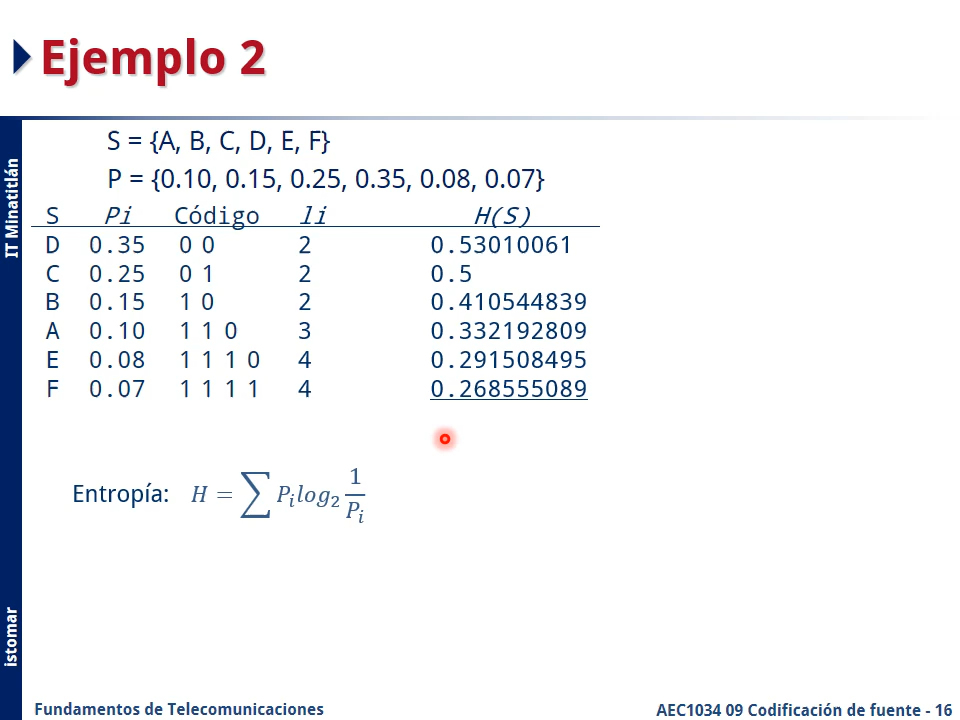 Ejemplo 2
S = {A, B, C, D, E, F}
P = {0.10, 0.15, 0.25, 0.35, 0.08, 0.07}
S Pi Código li H(S)
D 0.35 0 0 2 0.53010061
C 0.25 0 1 2 0.5
B 0.15 1 0 2 0.410544839
A 0.10 1 1 0 3 0.332192809
E 0.08 1 1 1 0 4 0.291508495
F 0.07 1 1 1 1 4 0.268555089
Entropía: H = ∑ P_i log_2 1/P_i
IT Minatitlán
istomar
Fundamentos de Telecomunicaciones
AEC1034 09 Codificación de fuente - 16